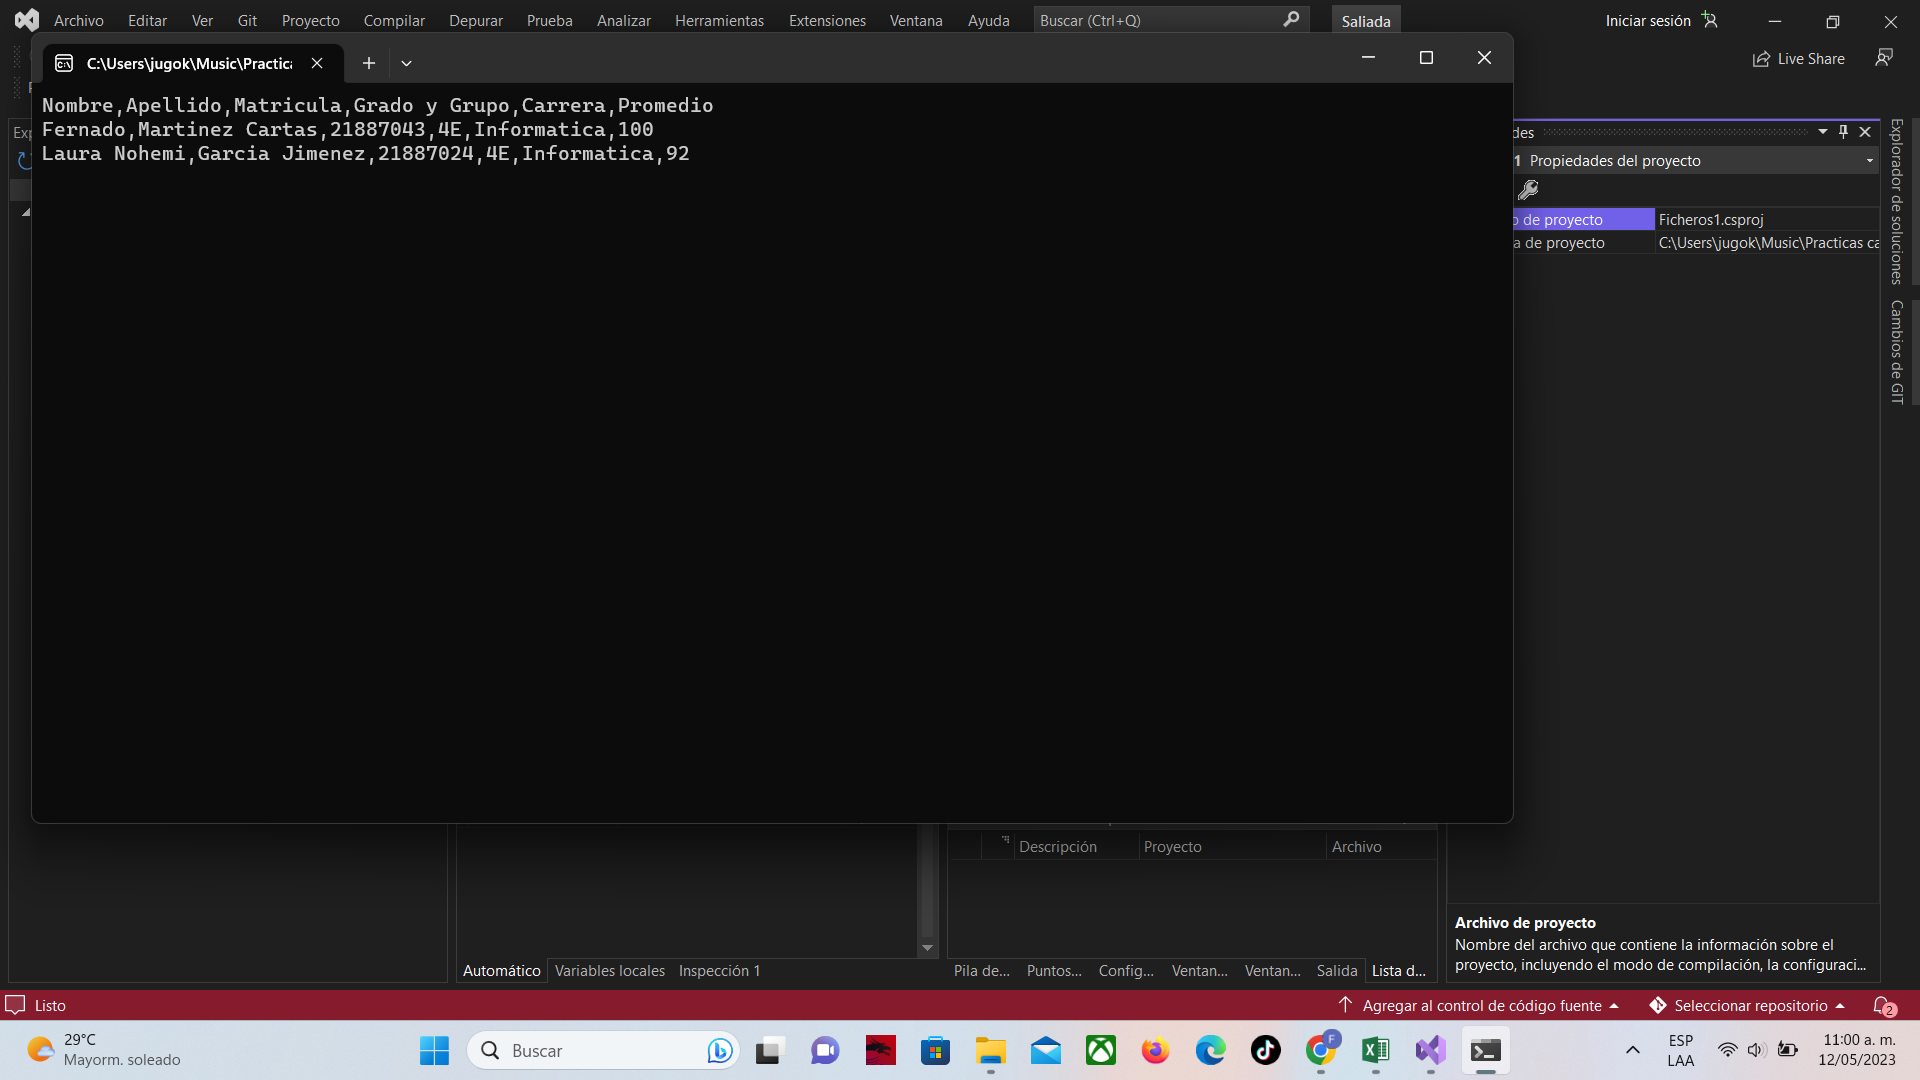 Archivo Editar Ver Git Proyecto Compilar Depurar Prueba Analizar Herramientas Extensiones Ventana Ayuda Buscar (Ctrl+Q) Saliada Iniciar sesión
C:\Users\jugok\Music\Practica
Live Share
Nombre,Apellido,Matricula,Grado y Grupo,Carrera,Promedio
Fernado,Martinez Cartas,21887043,4E,Informatica,100
Laura Nohemi,Garcia Jimenez,21887024,4E,Informatica,92
Exp
des
1 Propiedades del proyecto
o de proyecto Ficheros1.csproj
a de proyecto C:\Users\jugok\Music\Practicas ca
Explorador de soluciones
Cambios de GIT
Descripción Proyecto Archivo
Archivo de proyecto
Nombre del archivo que contiene la información sobre el
proyecto, incluyendo el modo de compilación, la configuraci...
Automático Variables locales Inspección 1
Pila de... Puntos... Config... Ventan... Ventan... Salida Lista d...
Listo
Agregar al control de código fuente Seleccionar repositorio 2
29°C
Mayorm. soleado
Buscar
F
ESP
LAA
11:00 a. m.
12/05/2023